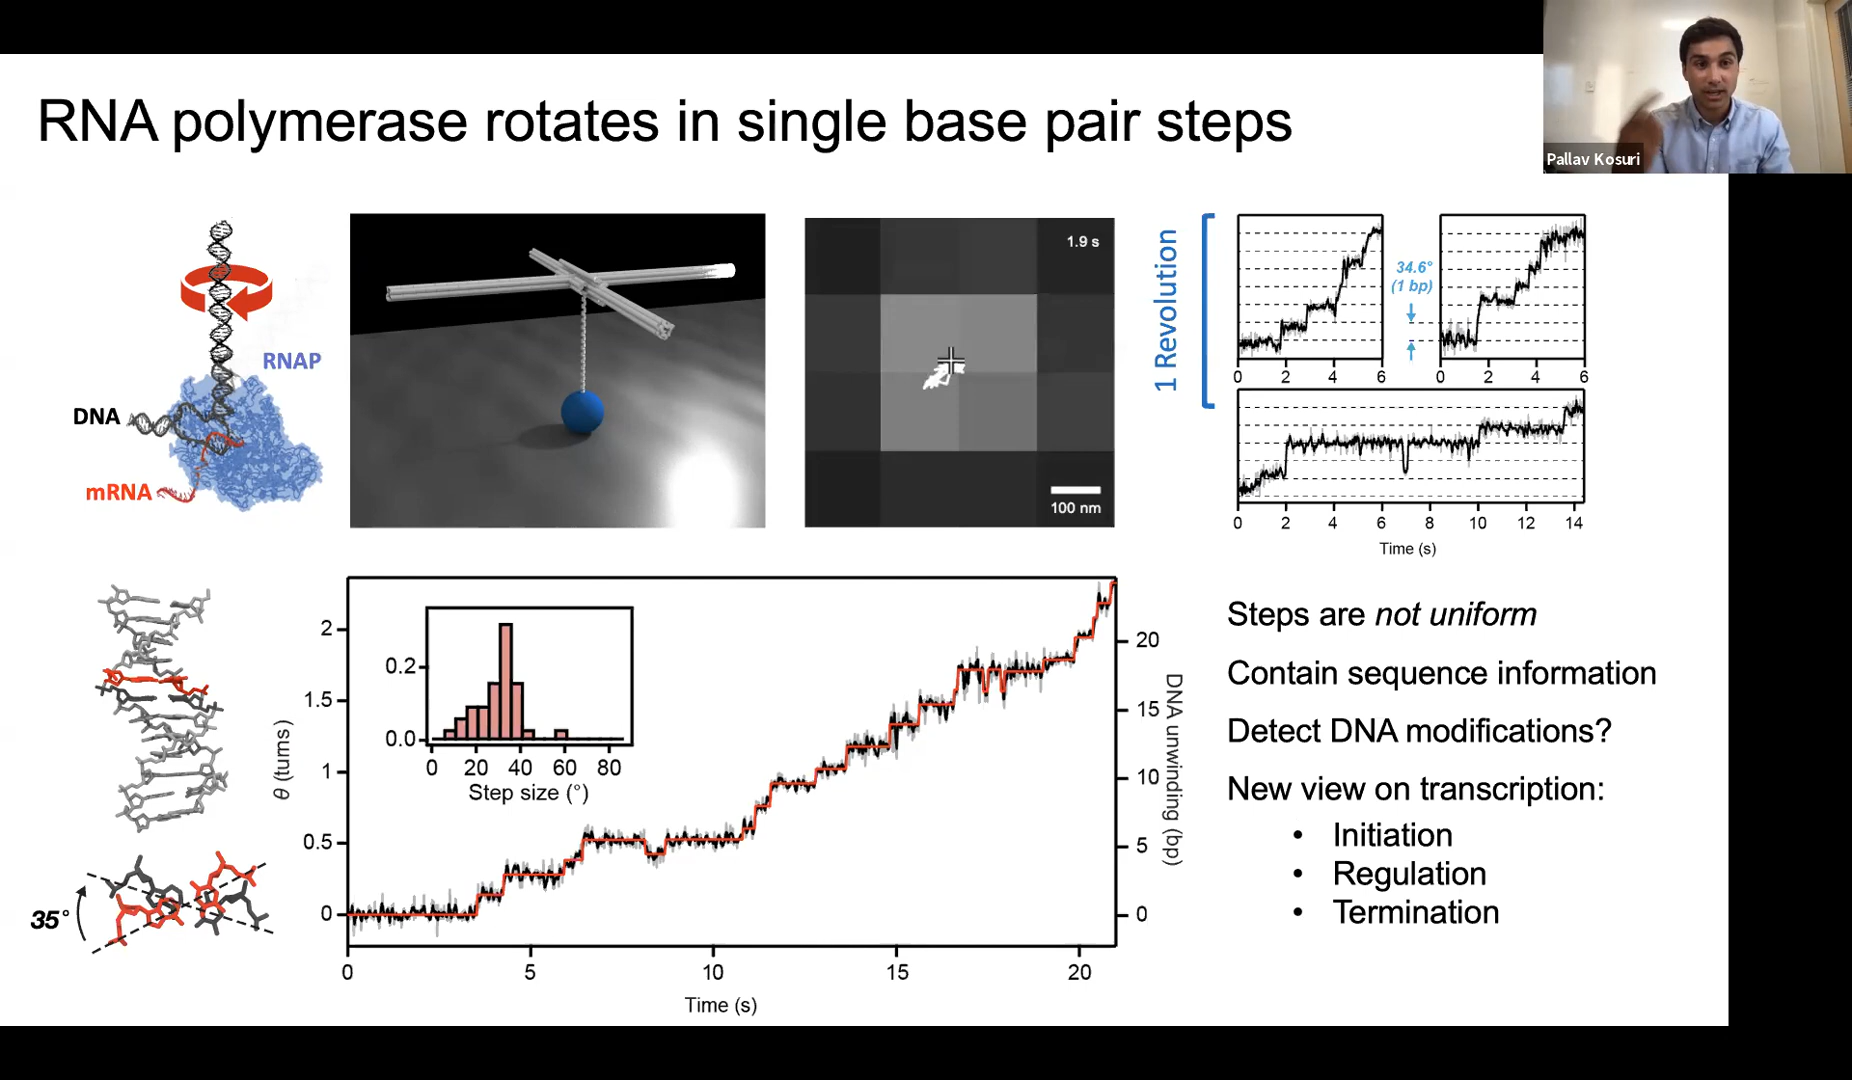 RNA polymerase rotates in single base pair steps
Pallav Kosuri
RNAP
DNA
mRNA
1.9 s
100 nm
1 Revolution
34.6°
(1 bp)
0 2 4 6
0 2 4 6
0 2 4 6 8 10 12 14
Time (s)
35°
θ (turns)
2
1.5
1
0.5
0
0.2
0.0
0 20 40 60 80
Step size (°)
20
15
10
5
0
DNA unwinding (bp)
0 5 10 15 20
Time (s)
Steps are not uniform
Contain sequence information
Detect DNA modifications?
New view on transcription:
• Initiation
• Regulation
• Termination